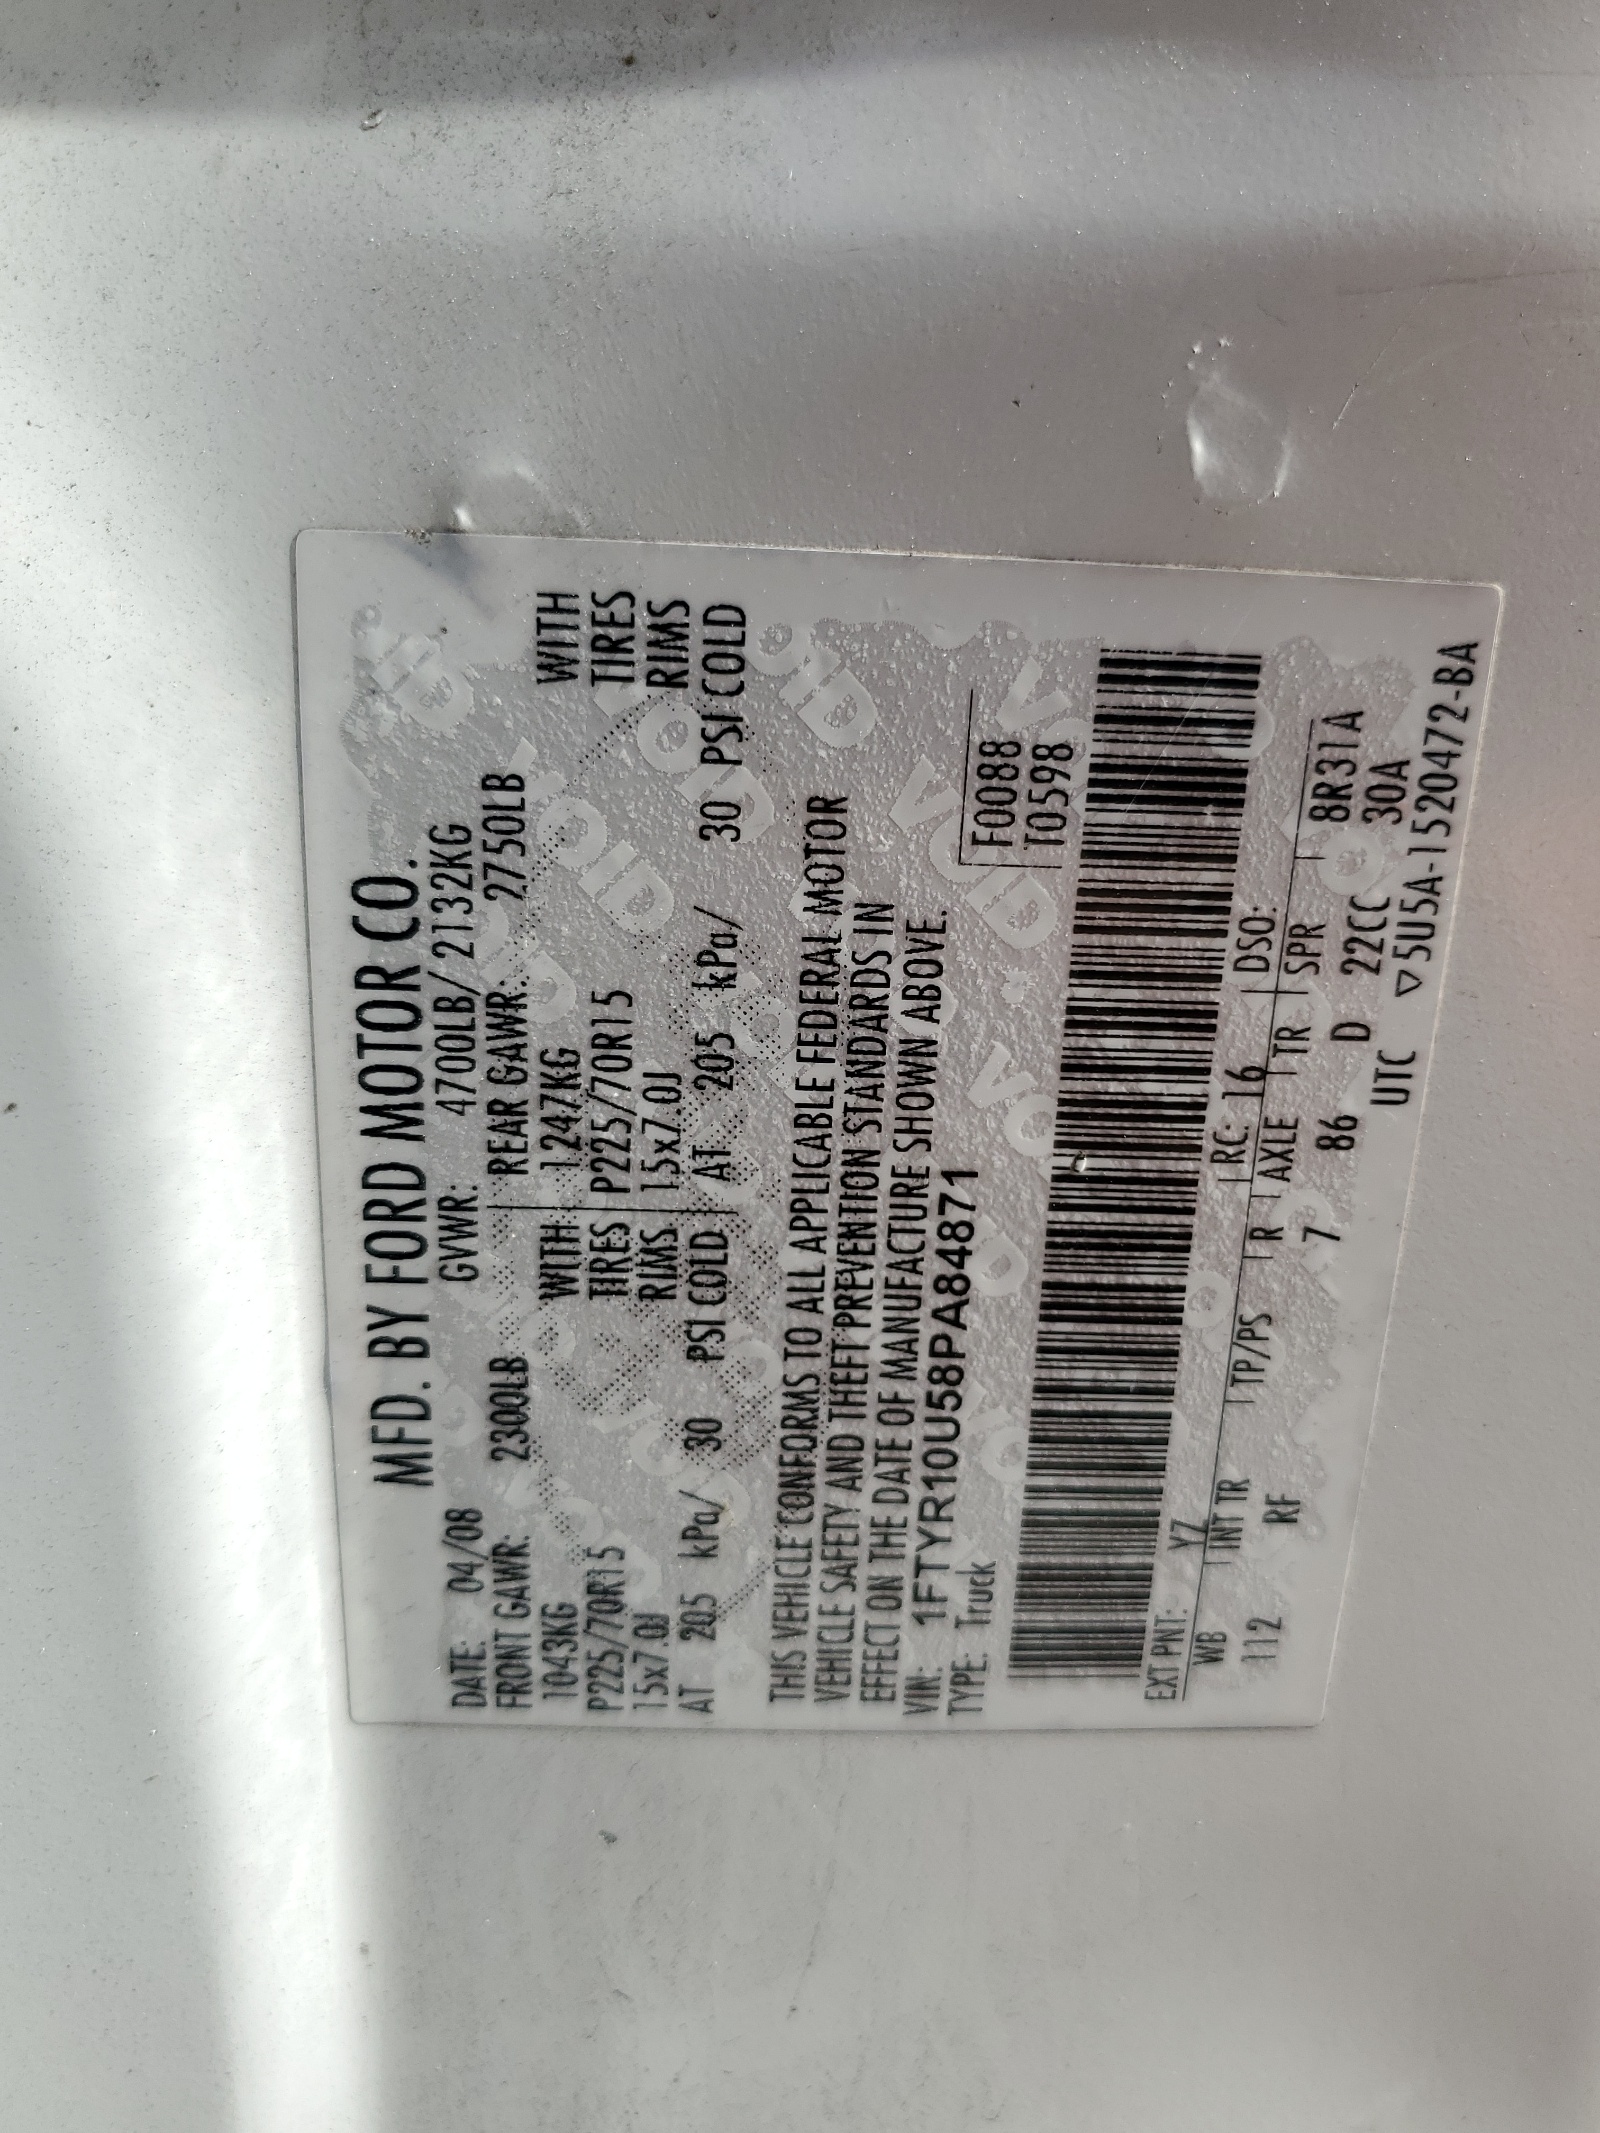 MFD. BY FORD MOTOR CO.
DATE: 04/08 GVWR: 4700LB/ 2132KG
FRONT GAWR: 2300LB REAR GAWR: 2750LB
1043KG WITH 1247KG WITH
P225/70R15 TIRES P225/70R15 TIRES
15x7.0J RIMS 15x7.0J RIMS
AT 205 kPa/ 30 PSI COLD AT 205 kPa/ 30 PSI COLD
THIS VEHICLE CONFORMS TO ALL APPLICABLE FEDERAL MOTOR
VEHICLE SAFETY AND THEFT PREVENTION STANDARDS IN
EFFECT ON THE DATE OF MANUFACTURE SHOWN ABOVE.
VIN: 1FTYR10U58PA84871 F0088
TYPE: Truck T0598
EXT PNT: YZ RC: 16 DSO:
WB INT TR TP/PS R AXLE TR SPR 8R31A
112 RF 7 86 D 22CC 30A
UTC ▽5U5A-1520472-BA